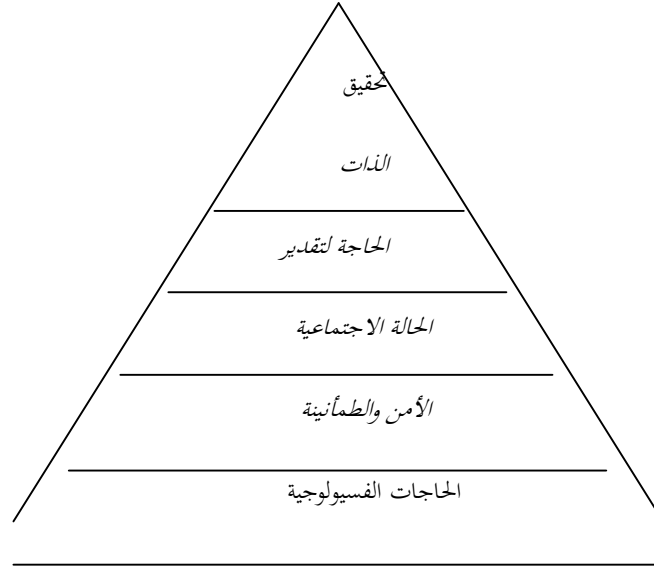 تحقيق
الذات
الحاجة لتقدير
الحالة الاجتماعية
الأمن والطمأنينة
الحاجات الفسيولوجية